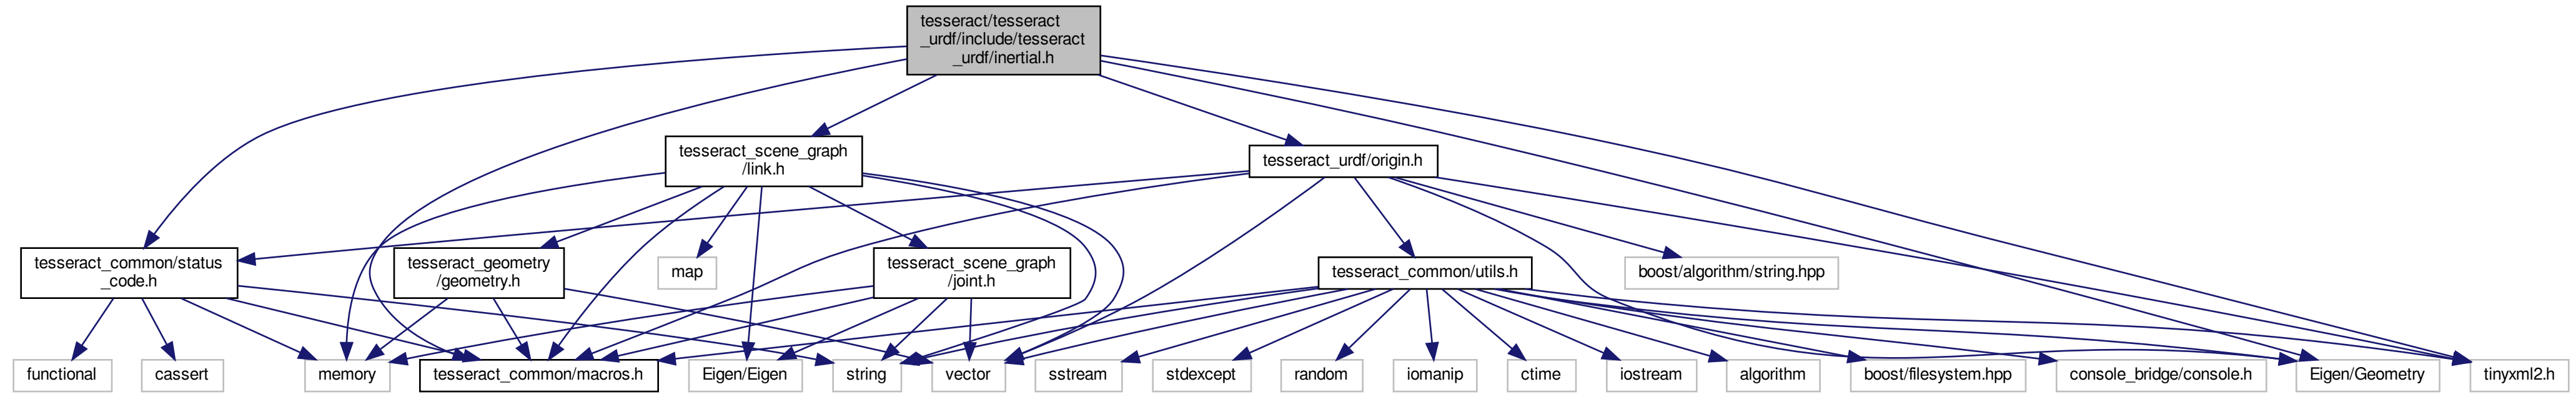 tesseract/tesseract
_urdf/include/tesseract
_urdf/inertial.h
tesseract_scene_graph
/link.h
tesseract_urdf/origin.h
tesseract_common/status
_code.h
tesseract_geometry
/geometry.h
map
tesseract_scene_graph
/joint.h
tesseract_common/utils.h
boost/algorithm/string.hpp
functional
cassert
memory
tesseract_common/macros.h
Eigen/Eigen
string
vector
sstream
stdexcept
random
iomanip
ctime
iostream
algorithm
boost/filesystem.hpp
console_bridge/console.h
Eigen/Geometry
tinyxml2.h